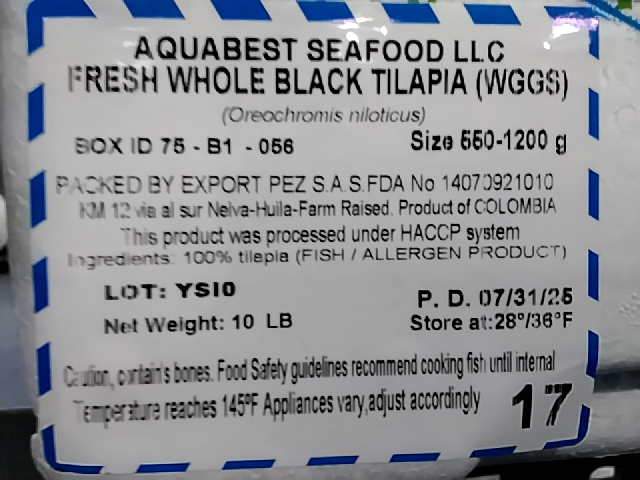 AQUABEST SEAFOOD LLC
FRESH WHOLE BLACK TILAPIA (WGGS)
(Oreochromis niloticus)
BOX ID 75 - B1 - 056
Size 550-1200 g
PACKED BY EXPORT PEZ S.A.S.FDA No 14070921010
KM 12 via al sur Neiva-Huila-Farm Raised. Product of COLOMBIA
This product was processed under HACCP system
Ingredients: 100% tilapia (FISH / ALLERGEN PRODUCT)
LOT: YSI0
P. D. 07/31/25
Net Weight: 10 LB
Store at:28°/36°F
Caution, contain's bones. Food Safety guidelines recommend cooking fish until internal
Temperature reaches 145ºF Appliances vary,adjust accordingly
17